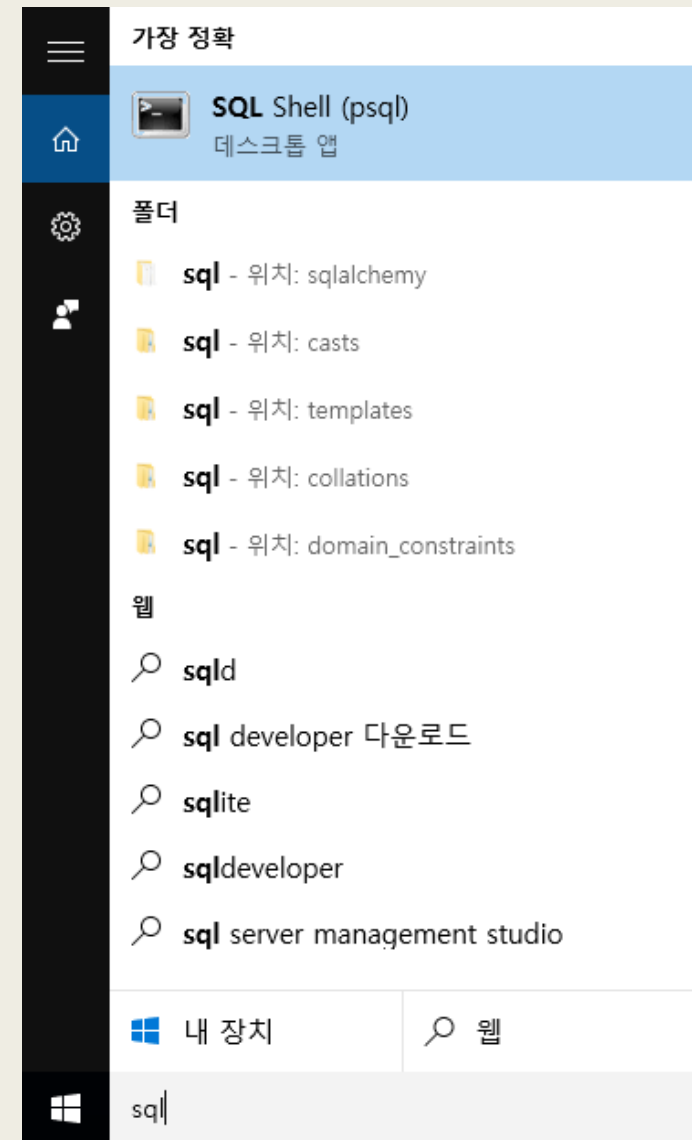 가장 정확
SQL Shell (psql)
데스크톱 앱
폴더
sql - 위치: sqlalchemy
sql - 위치: casts
sql - 위치: templates
sql - 위치: collations
sql - 위치: domain_constraints
웹
sqld
sql developer 다운로드
sqlite
sqldeveloper
sql server management studio
내 장치
웹
sql